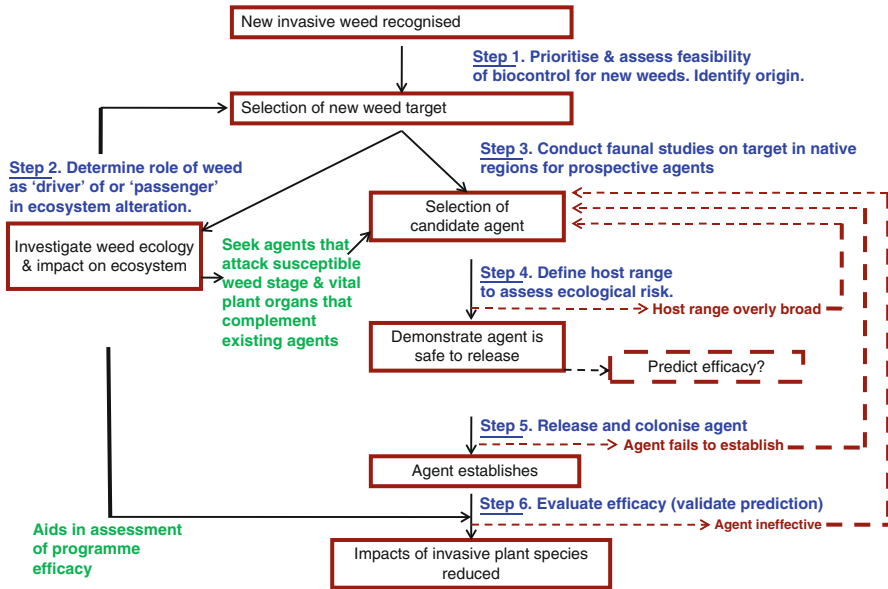 New invasive weed recognised
Step 1. Prioritise & assess feasibility
of biocontrol for new weeds. Identify origin.
Selection of new weed target
Step 2. Determine role of weed
as ‘driver’ of or ‘passenger’
in ecosystem alteration.
Step 3. Conduct faunal studies on target in native
regions for prospective agents
Selection of
candidate agent
Investigate weed ecology
& impact on ecosystem
Seek agents that
attack susceptible
weed stage & vital
plant organs that
complement
existing agents
Step 4. Define host range
to assess ecological risk.
Host range overly broad
Demonstrate agent is
safe to release
Predict efficacy?
Step 5. Release and colonise agent
Agent fails to establish
Agent establishes
Step 6. Evaluate efficacy (validate prediction)
Agent ineffective
Aids in assessment
of programme
efficacy
Impacts of invasive plant species
reduced